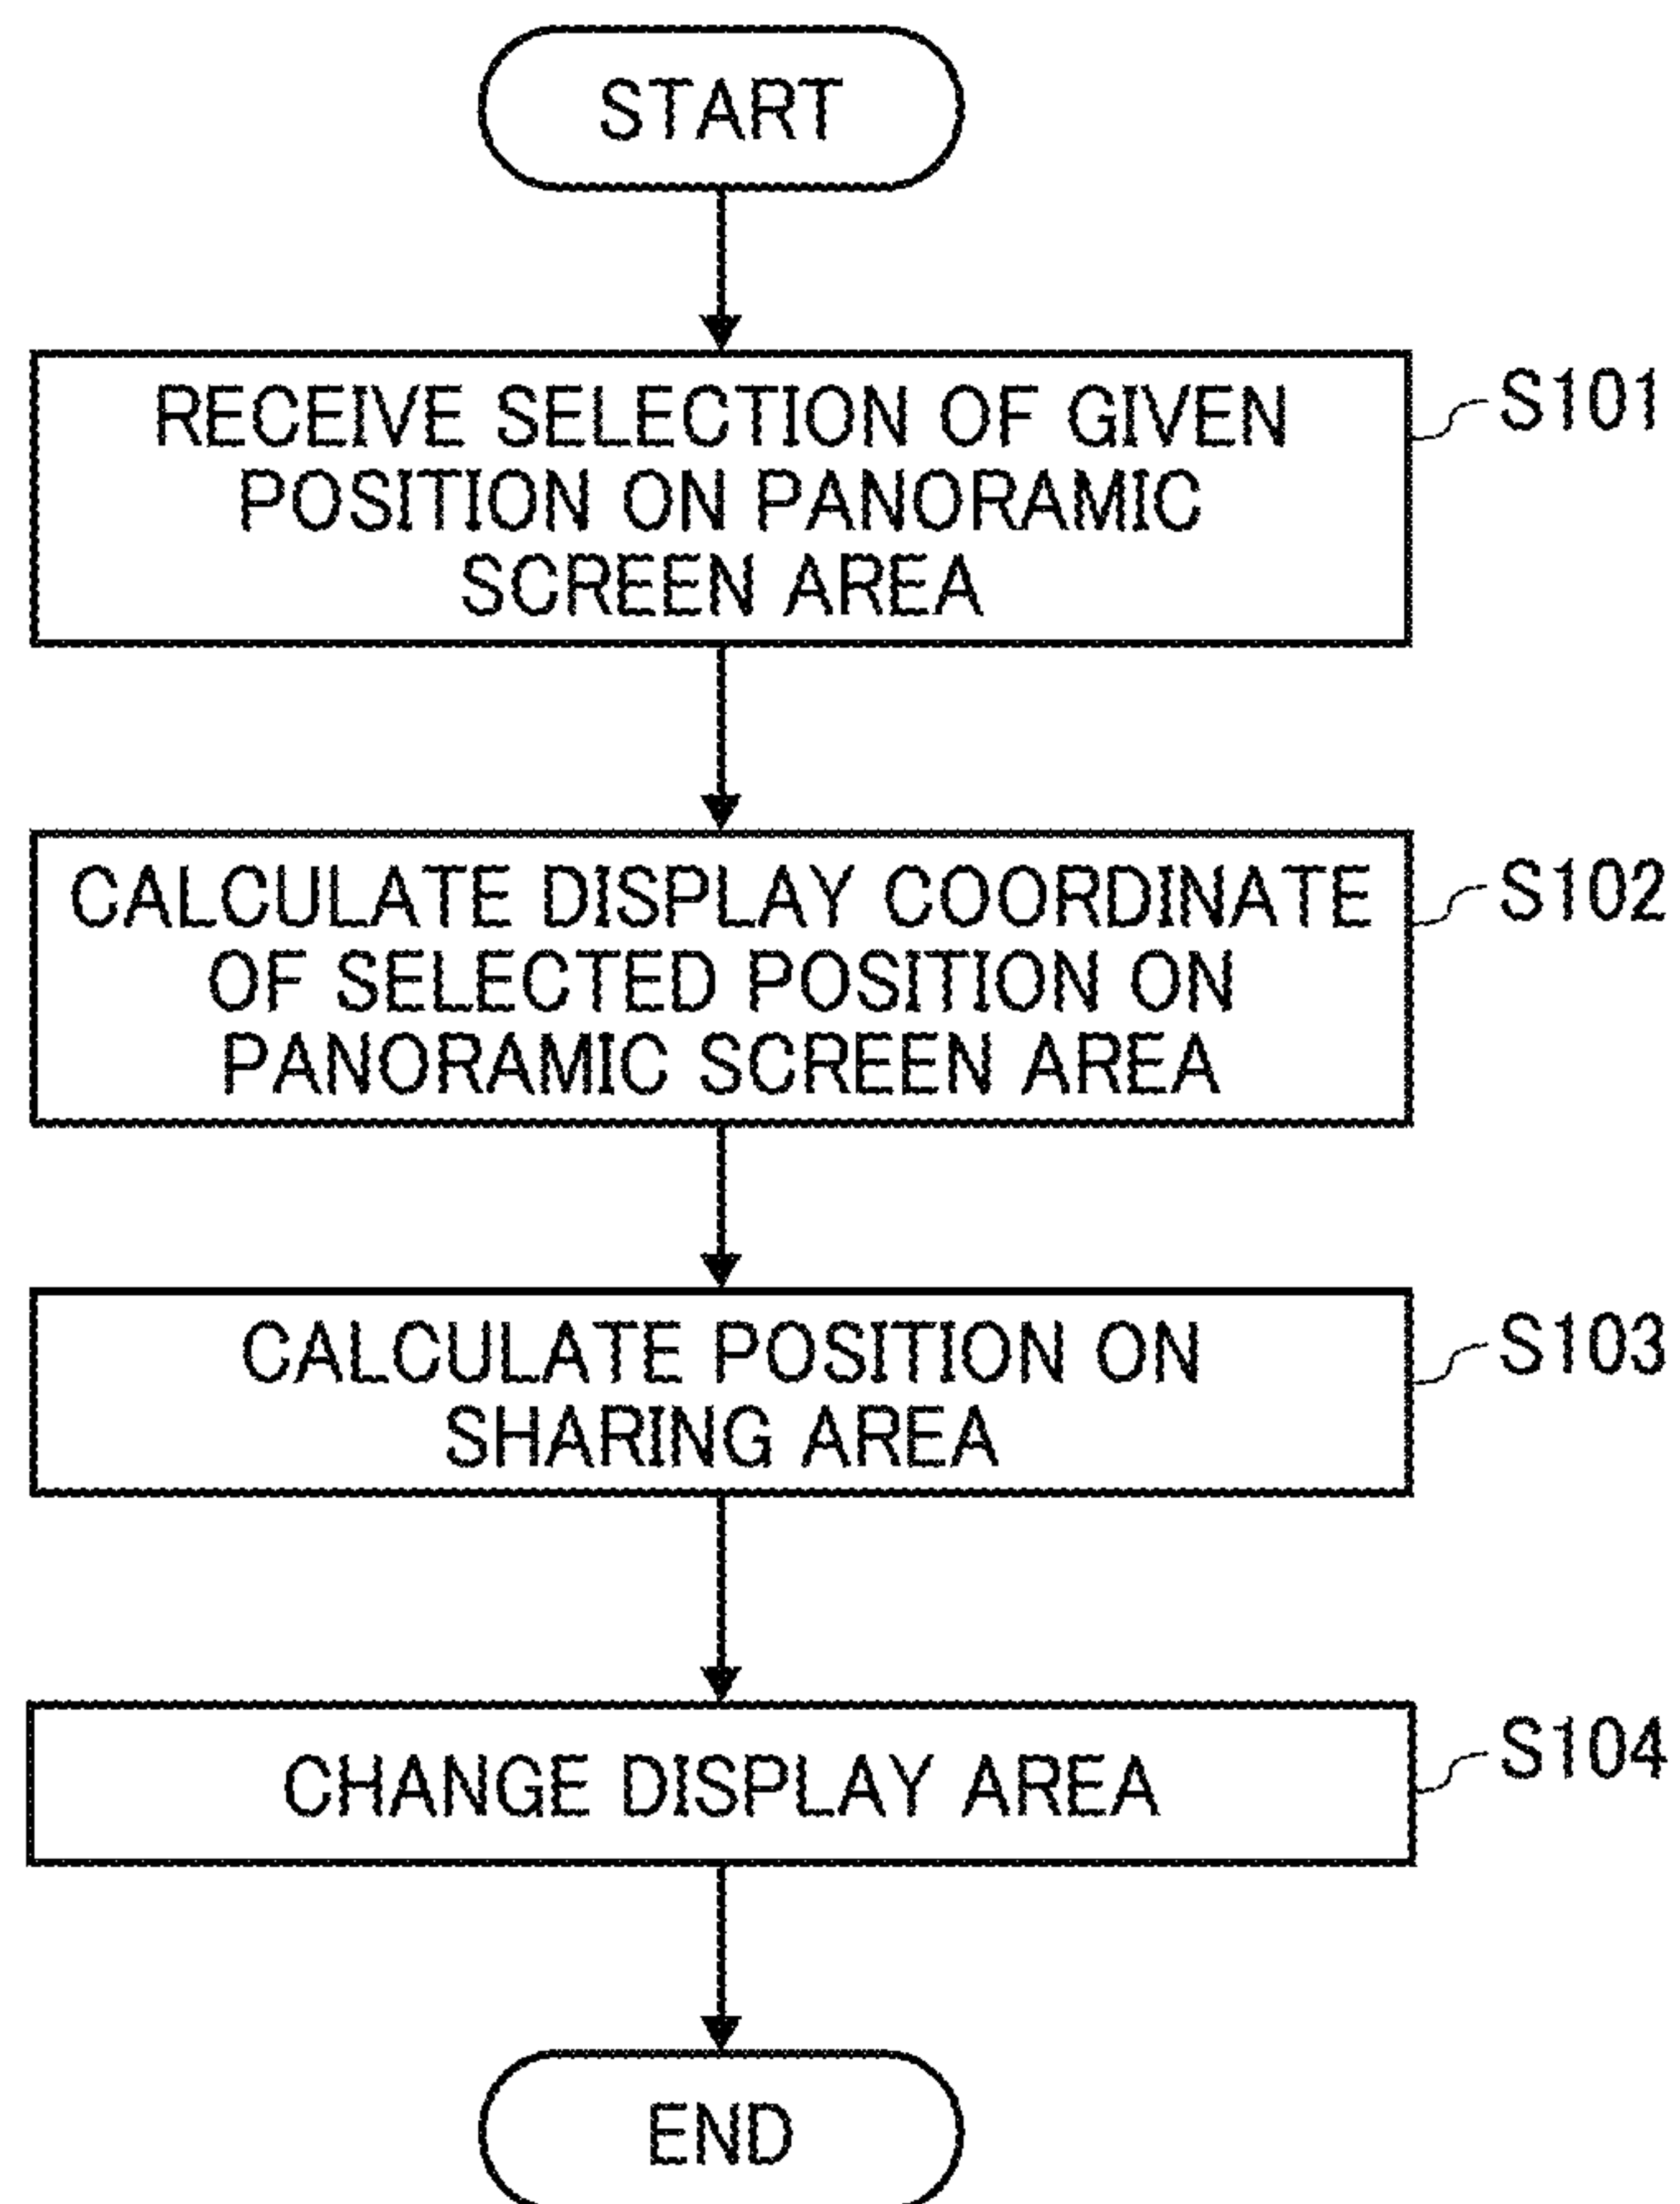 START
RECEIVE SELECTION OF GIVEN
POSITION ON PANORAMIC
SCREEN AREA
S101
CALCULATE DISPLAY COORDINATE
OF SELECTED POSITION ON
PANORAMIC SCREEN AREA
S102
CALCULATE POSITION ON
SHARING AREA
S103
CHANGE DISPLAY AREA
S104
END